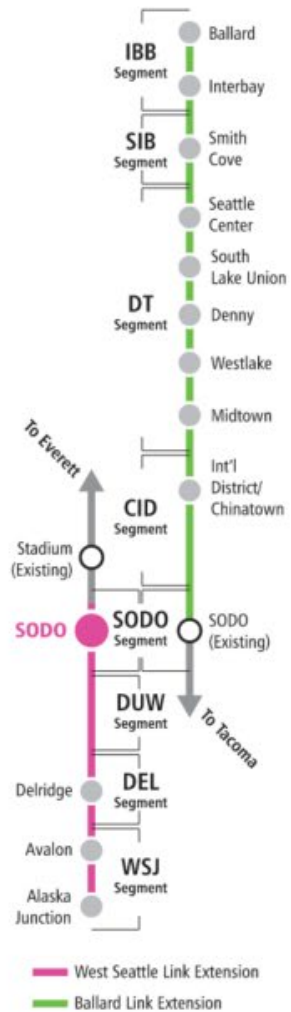 Ballard
IBB
Segment
Interbay
SIB
Segment
Smith
Cove
Seattle
Center
South
Lake Union
DT
Segment
Denny
Westlake
Midtown
To Everett
Int'l
District/
Chinatown
CID
Segment
Stadium
(Existing)
SODO
SODO
Segment
SODO
(Existing)
DUW
Segment
To Tacoma
Delridge
DEL
Segment
Avalon
WSJ
Segment
Alaska
Junction
West Seattle Link Extension
Ballard Link Extension